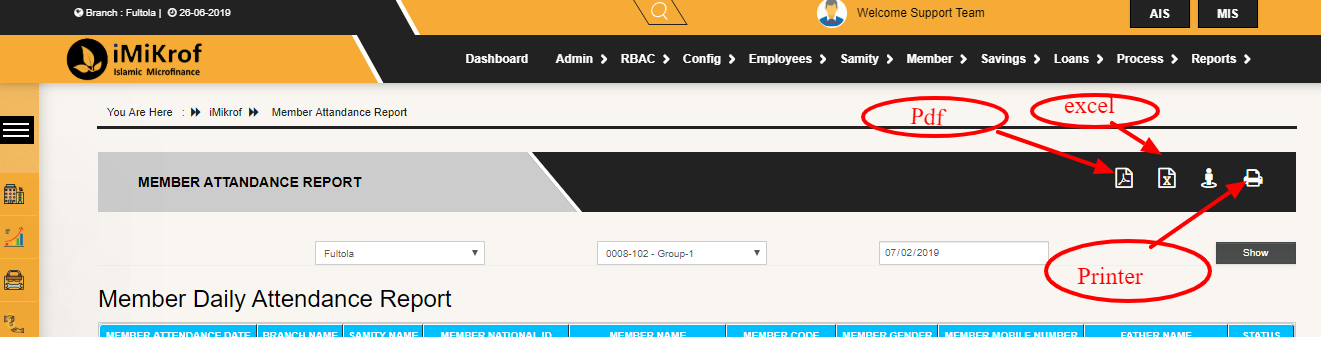 Branch : Fultola | 26-06-2019
Welcome Support Team
AIS
MIS
iMiKrof
Islamic Microfinance
Dashboard Admin RBAC Config Employees Samity Member Savings Loans Process Reports
You Are Here : iMikrof Member Attandance Report
Pdf
excel
MEMBER ATTANDANCE REPORT
Fultola
0008-102 - Group-1
07/02/2019
Show
Printer
Member Daily Attendance Report
MEMBER ATTENDANCE DATE BRANCH NAME SAMITY NAME MEMBER NATIONAL ID MEMBER NAME MEMBER CODE MEMBER GENDER MEMBER MOBILE NUMBER FATHER NAME STATUS